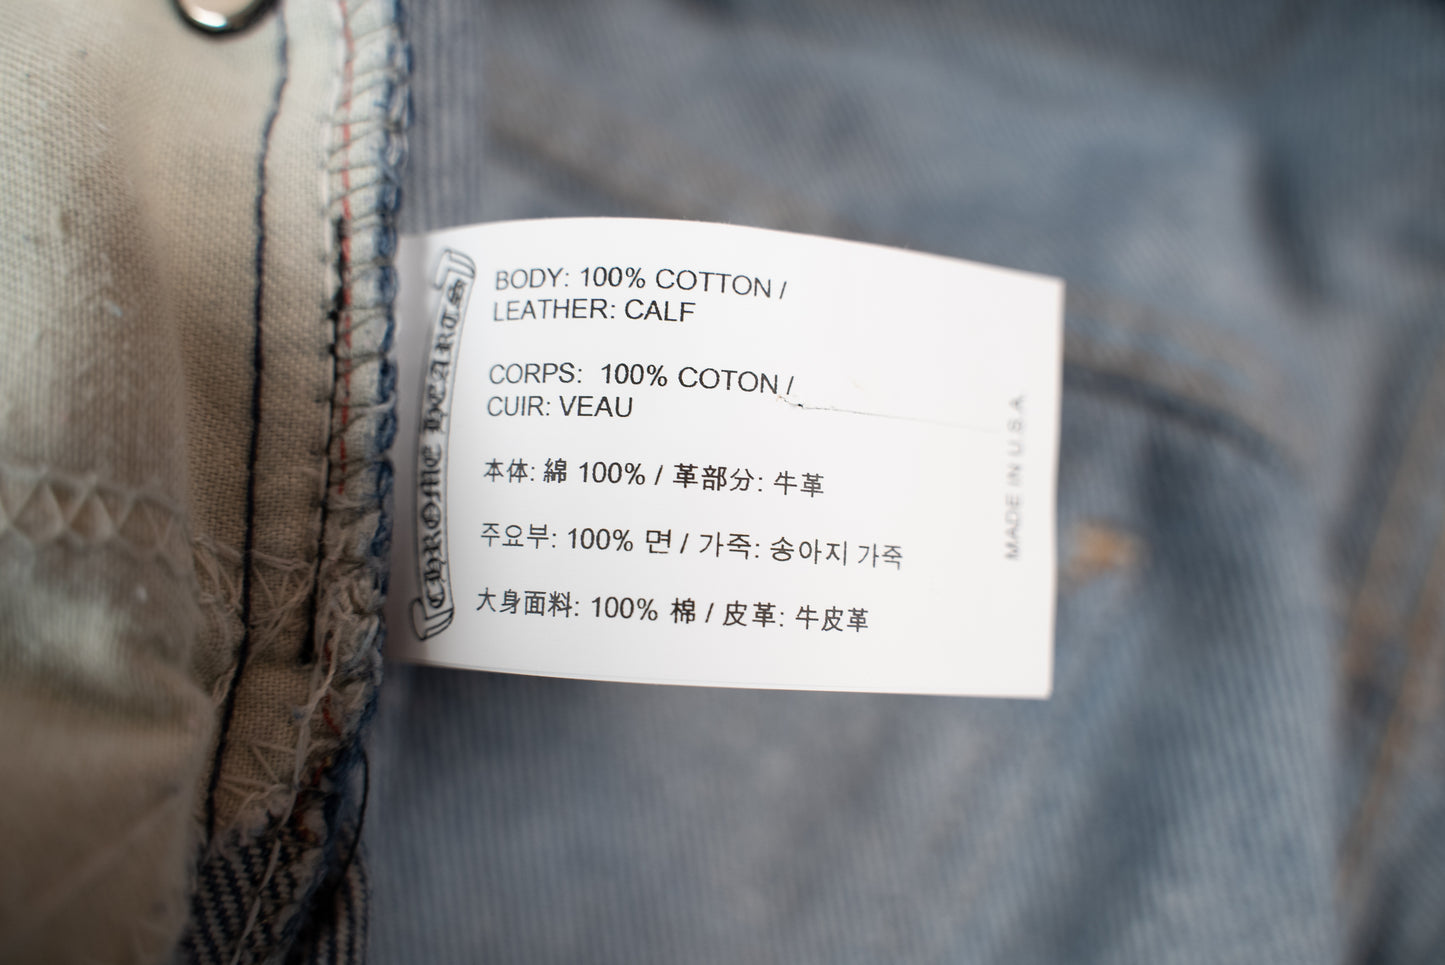 CHROME HEARTS
BODY: 100% COTTON /
LEATHER: CALF
CORPS: 100% COTON /
CUIR: VEAU
本体: 綿 100% / 革部分: 牛革
주요부: 100% 면 / 가죽: 송아지 가죽
大身面料: 100% 棉 / 皮革: 牛皮革
MADE IN U.S.A.